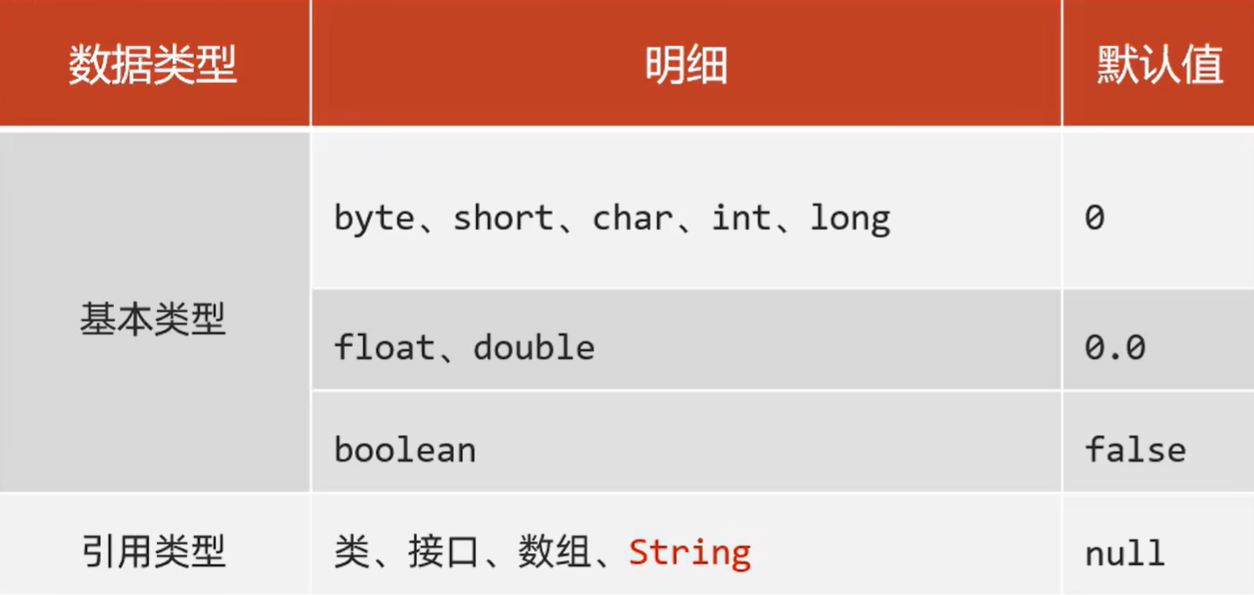 数据类型 明细 默认值
byte、short、char、int、long 0
基本类型
float、double 0.0
boolean false
引用类型 类、接口、数组、String null